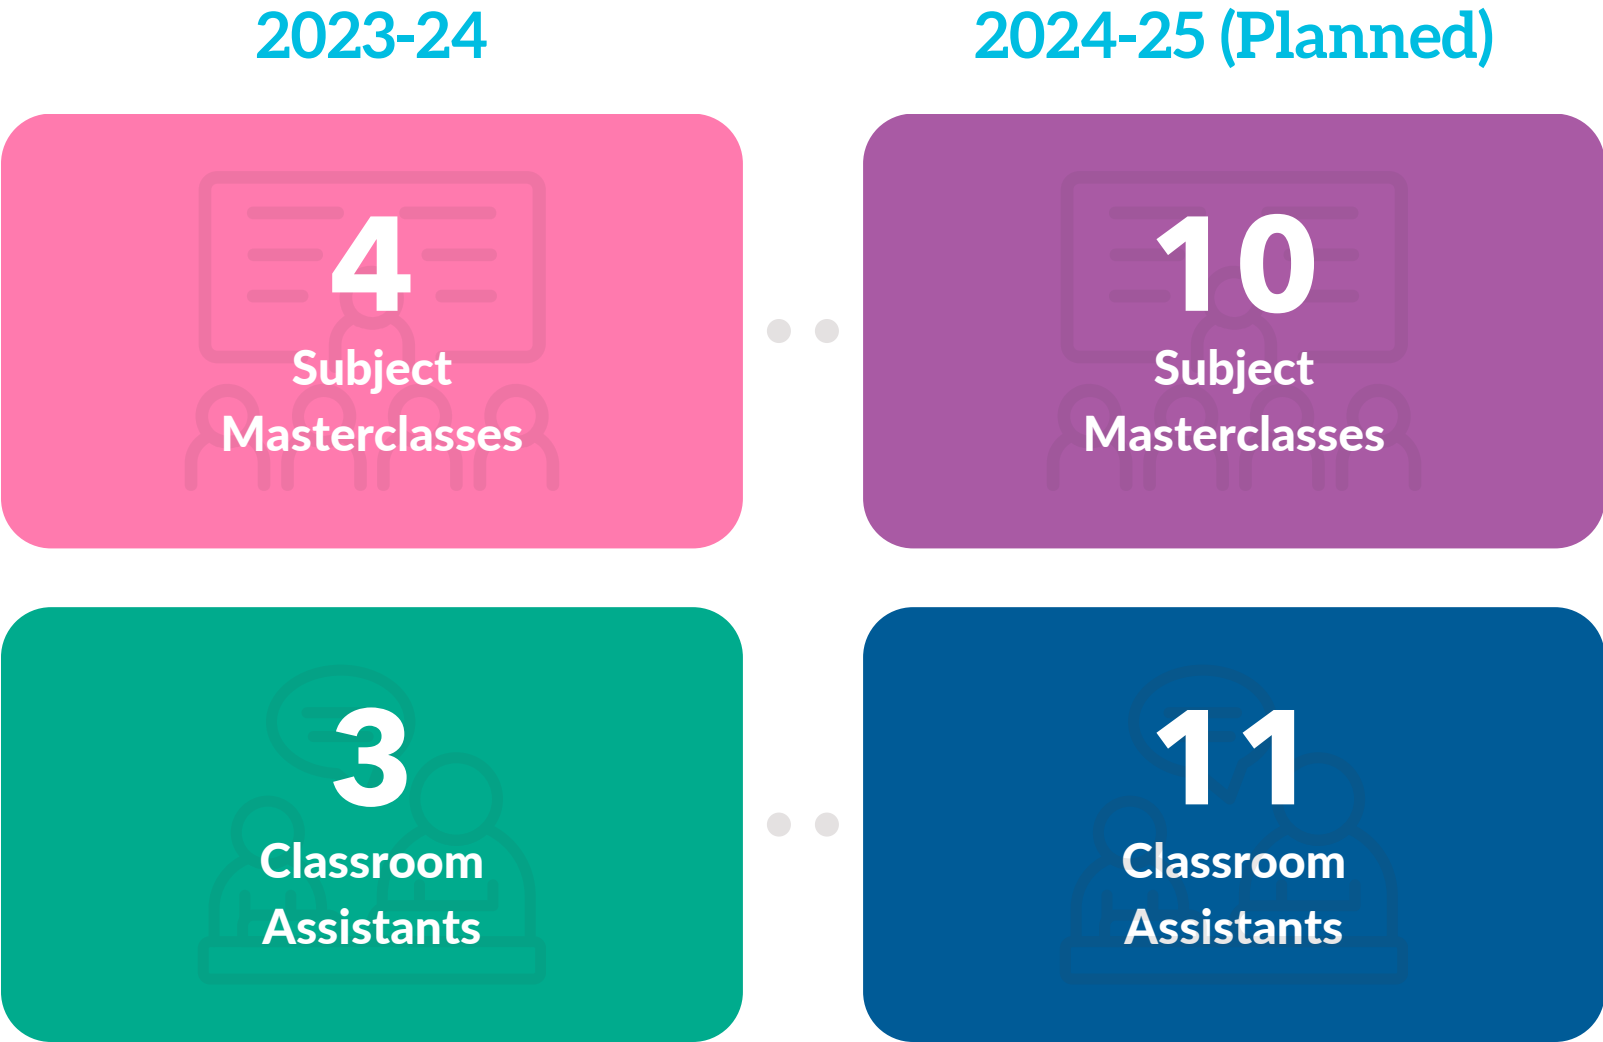 2023-24
2024-25 (Planned)
4
Subject
Masterclasses
10
Subject
Masterclasses
3
Classroom
Assistants
11
Classroom
Assistants